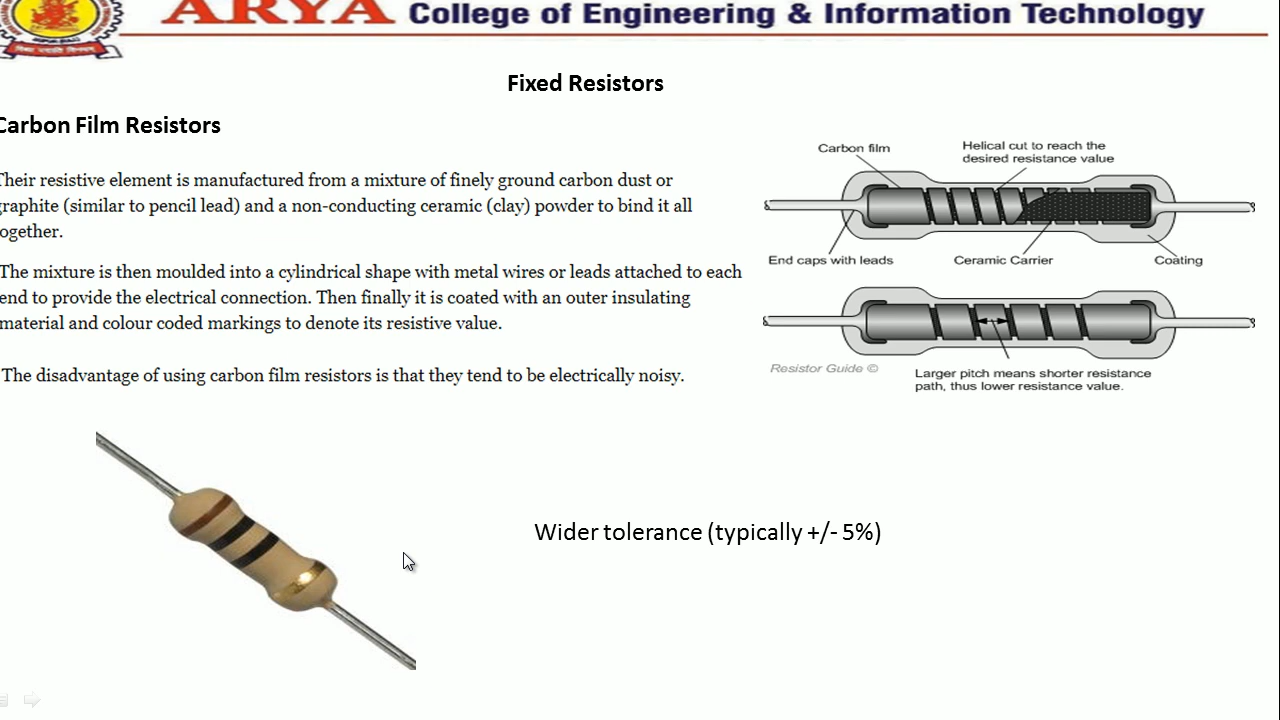 ARYA College of Engineering & Information Technology
Fixed Resistors
Carbon Film Resistors
Their resistive element is manufactured from a mixture of finely ground carbon dust or
graphite (similar to pencil lead) and a non-conducting ceramic (clay) powder to bind it all
ogether.
The mixture is then moulded into a cylindrical shape with metal wires or leads attached to each
end to provide the electrical connection. Then finally it is coated with an outer insulating
material and colour coded markings to denote its resistive value.
The disadvantage of using carbon film resistors is that they tend to be electrically noisy.
Carbon film
Helical cut to reach the
desired resistance value
End caps with leads
Ceramic Carrier
Coating
Resistor Guide ©
Larger pitch means shorter resistance
path, thus lower resistance value.
Wider tolerance (typically +/- 5%)